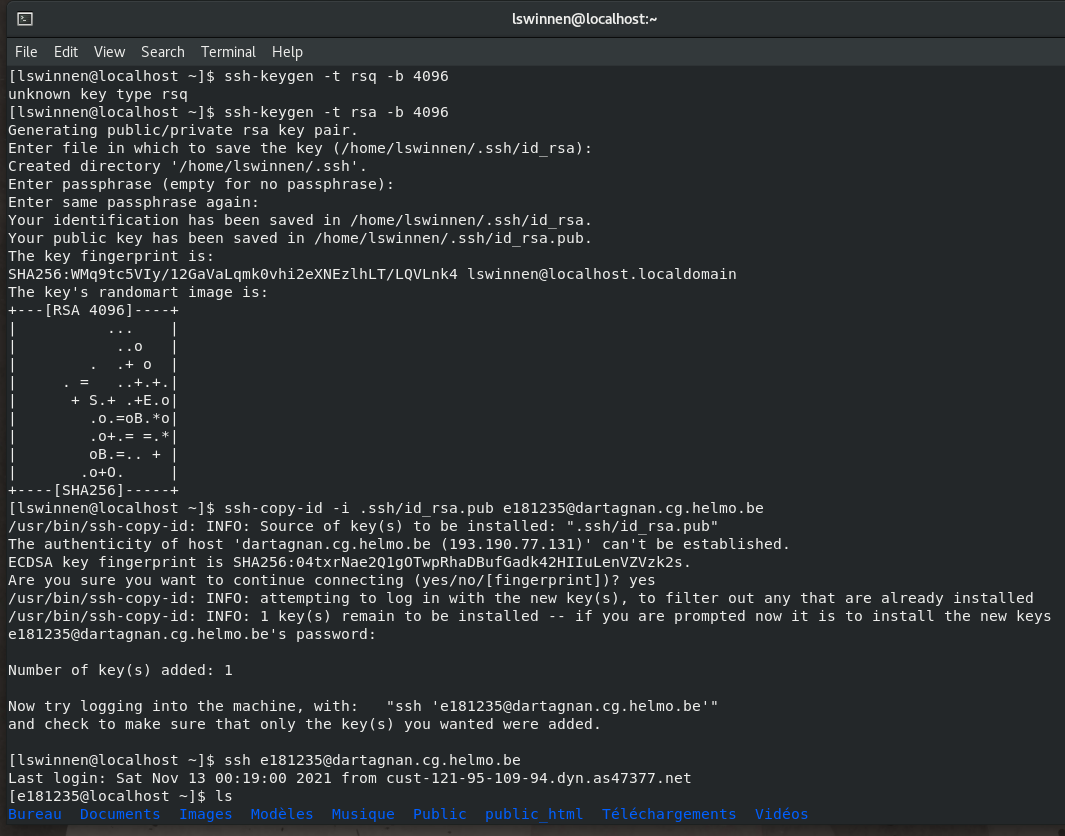 lswinnen@localhost:~
File Edit View Search Terminal Help
[lswinnen@localhost ~]$ ssh-keygen -t rsq -b 4096
unknown key type rsq
[lswinnen@localhost ~]$ ssh-keygen -t rsa -b 4096
Generating public/private rsa key pair.
Enter file in which to save the key (/home/lswinnen/.ssh/id_rsa):
Created directory '/home/lswinnen/.ssh'.
Enter passphrase (empty for no passphrase):
Enter same passphrase again:
Your identification has been saved in /home/lswinnen/.ssh/id_rsa.
Your public key has been saved in /home/lswinnen/.ssh/id_rsa.pub.
The key fingerprint is:
SHA256:WMq9tc5VIy/12GaVaLqmk0vhi2eXNEzlhLT/LQVLnk4 lswinnen@localhost.localdomain
The key's randomart image is:
+---[RSA 4096]----+
|          ...    |
|           ..o   |
|        .  .+ o  |
|     . =   ..+.+.|
|      + S.+ .+E.o|
|        .o.=oB.*o|
|        .o+.= =.*|
|        oB.=.. + |
|       .o+O.     |
+----[SHA256]-----+
[lswinnen@localhost ~]$ ssh-copy-id -i .ssh/id_rsa.pub e181235@dartagnan.cg.helmo.be
/usr/bin/ssh-copy-id: INFO: Source of key(s) to be installed: ".ssh/id_rsa.pub"
The authenticity of host 'dartagnan.cg.helmo.be (193.190.77.131)' can't be established.
ECDSA key fingerprint is SHA256:04txrNae2Q1gOTwpRhaDBufGadk42HIIuLenVZVzk2s.
Are you sure you want to continue connecting (yes/no/[fingerprint])? yes
/usr/bin/ssh-copy-id: INFO: attempting to log in with the new key(s), to filter out any that are already installed
/usr/bin/ssh-copy-id: INFO: 1 key(s) remain to be installed -- if you are prompted now it is to install the new keys
e181235@dartagnan.cg.helmo.be's password:
Number of key(s) added: 1
Now try logging into the machine, with:   "ssh 'e181235@dartagnan.cg.helmo.be'"
and check to make sure that only the key(s) you wanted were added.
[lswinnen@localhost ~]$ ssh e181235@dartagnan.cg.helmo.be
Last login: Sat Nov 13 00:19:00 2021 from cust-121-95-109-94.dyn.as47377.net
[e181235@localhost ~]$ ls
Bureau  Documents  Images  Modèles  Musique  Public  public_html  Téléchargements  Vidéos